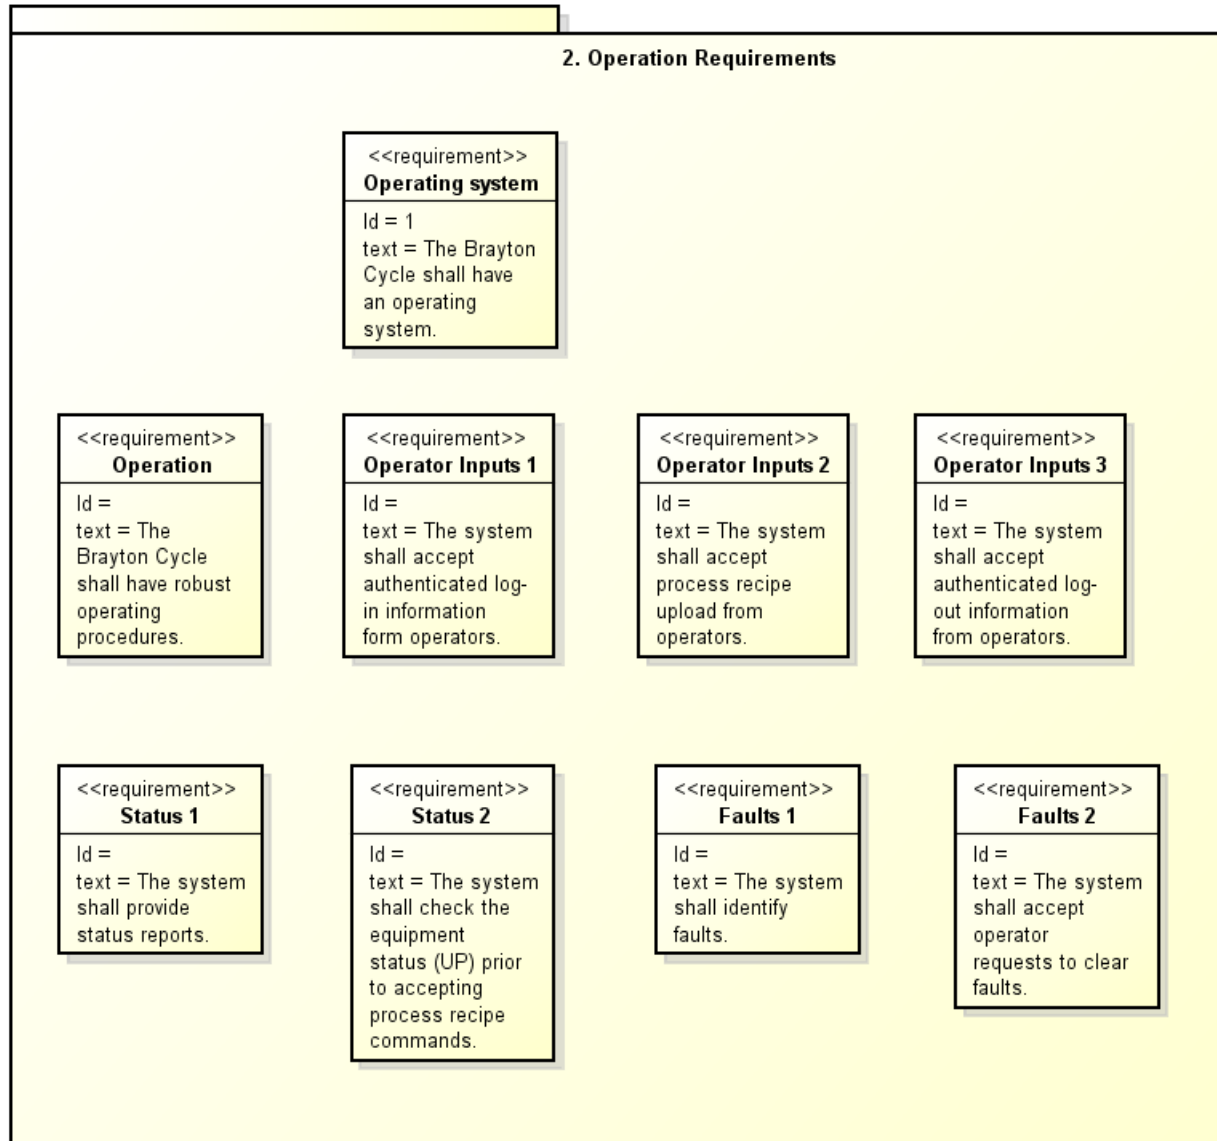 2. Operation Requirements
<<requirement>>
Operating system
Id = 1
text = The Brayton
Cycle shall have
an operating
system.
<<requirement>>
Operation
Id =
text = The
Brayton Cycle
shall have robust
operating
procedures.
<<requirement>>
Operator Inputs 1
Id =
text = The system
shall accept
authenticated log-
in information
form operators.
<<requirement>>
Operator Inputs 2
Id =
text = The system
shall accept
process recipe
upload from
operators.
<<requirement>>
Operator Inputs 3
Id =
text = The system
shall accept
authenticated log-
out information
from operators.
<<requirement>>
Status 1
Id =
text = The system
shall provide
status reports.
<<requirement>>
Status 2
Id =
text = The system
shall check the
equipment
status (UP) prior
to accepting
process recipe
commands.
<<requirement>>
Faults 1
Id =
text = The system
shall identify
faults.
<<requirement>>
Faults 2
Id =
text = The system
shall accept
operator
requests to clear
faults.